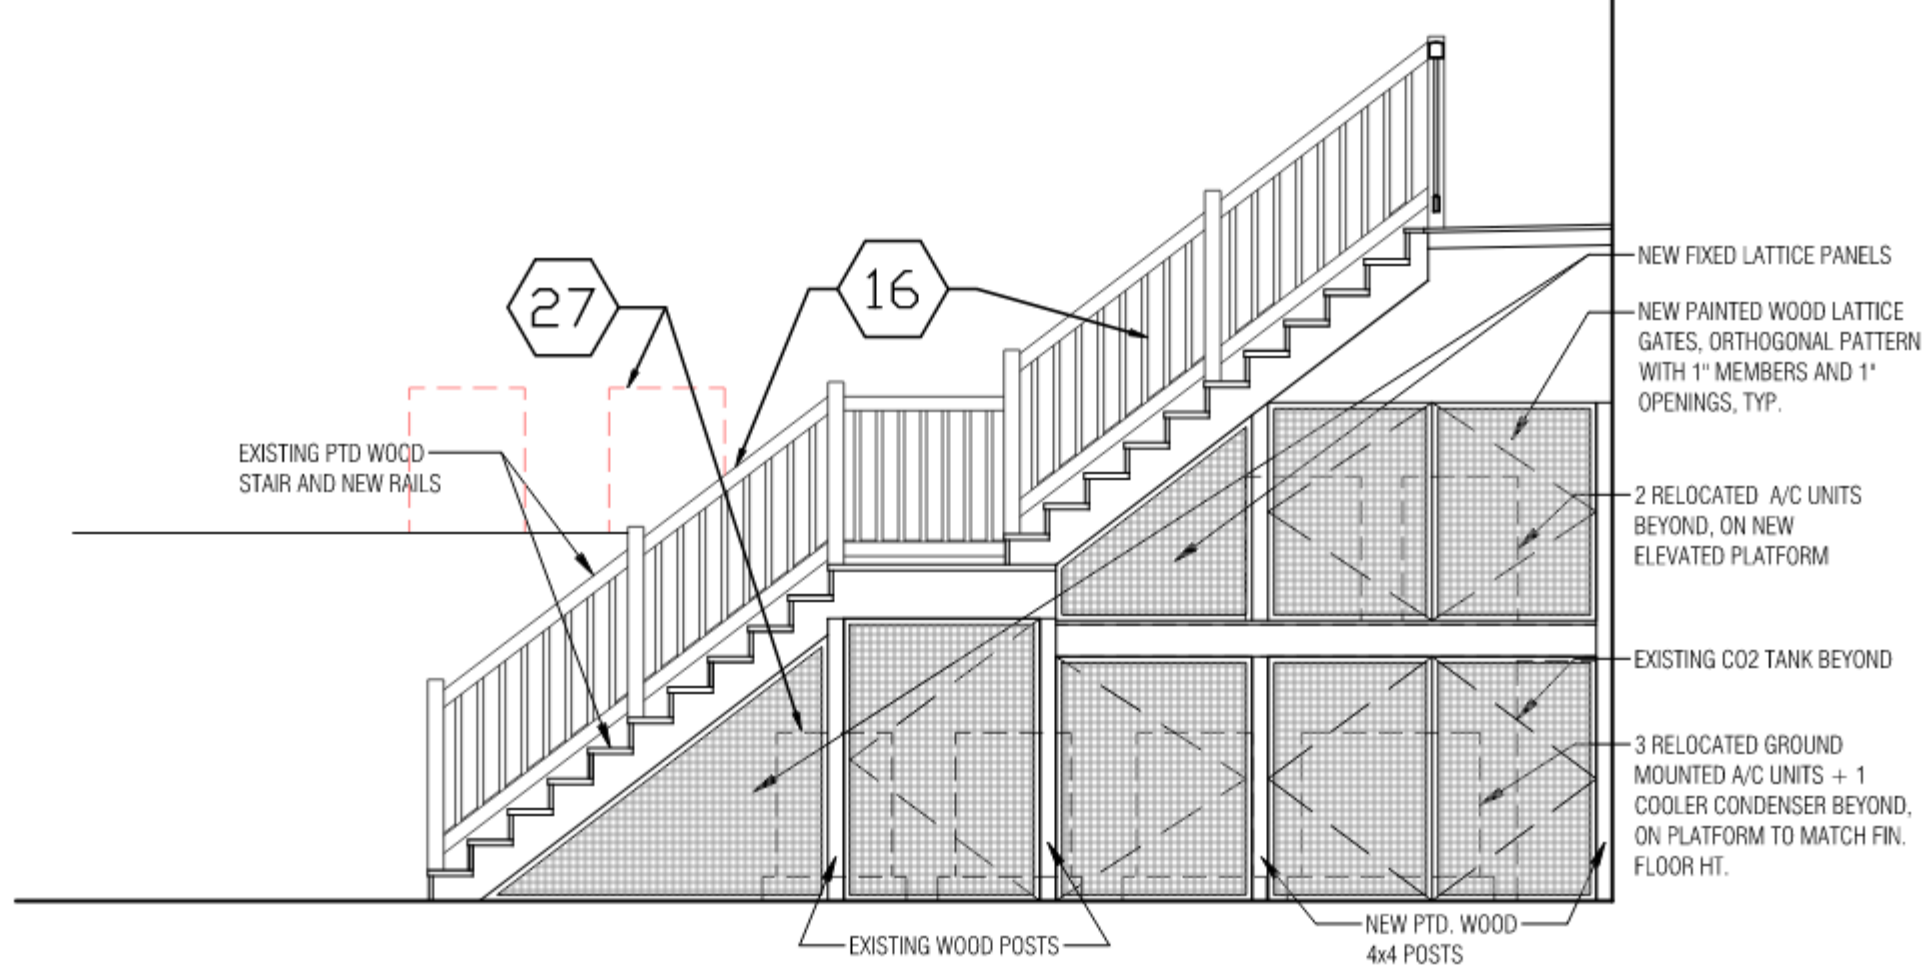 27
16
NEW FIXED LATTICE PANELS
NEW PAINTED WOOD LATTICE
GATES, ORTHOGONAL PATTERN
WITH 1" MEMBERS AND 1"
OPENINGS, TYP.
EXISTING PTD WOOD
STAIR AND NEW RAILS
2 RELOCATED A/C UNITS
BEYOND, ON NEW
ELEVATED PLATFORM
EXISTING CO2 TANK BEYOND
3 RELOCATED GROUND
MOUNTED A/C UNITS + 1
COOLER CONDENSER BEYOND,
ON PLATFORM TO MATCH FIN.
FLOOR HT.
EXISTING WOOD POSTS
NEW PTD. WOOD
4x4 POSTS